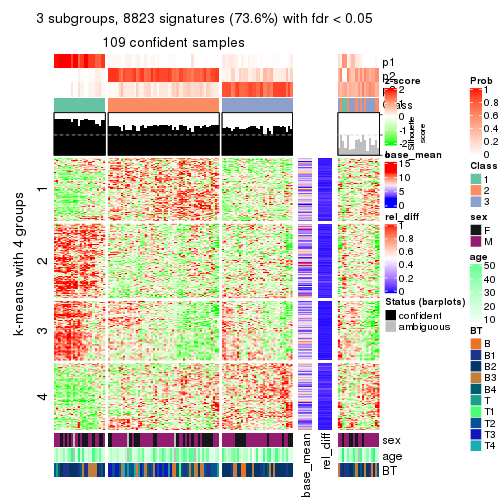 3 subgroups, 8823 signatures (73.6%) with fdr < 0.05
109 confident samples
p1
p2
Class
k-means with 4 groups
1
2
3
4
sex
age
BT
base_mean
rel_diff
z-score
2
1
0
-1
-2
Silhouette
score
base_mean
15
10
5
0
rel_diff
1
0.8
0.6
0.4
0.2
0
Status (barplots)
confident
ambiguous
Prob
1
0.8
0.6
0.4
0.2
0
Class
1
2
3
sex
F
M
age
50
40
30
20
10
BT
B
B1
B2
B3
B4
T
T1
T2
T3
T4